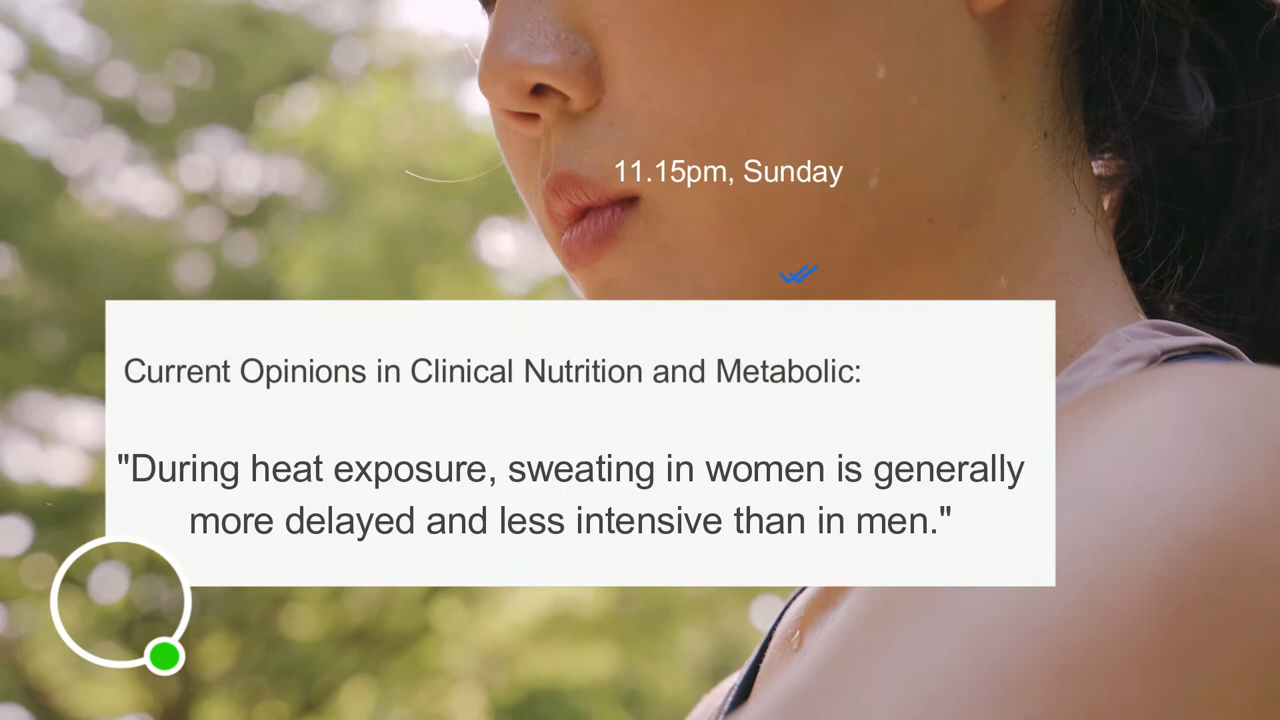 11.15pm, Sunday
Current Opinions in Clinical Nutrition and Metabolic:
"During heat exposure, sweating in women is generally
more delayed and less intensive than in men."